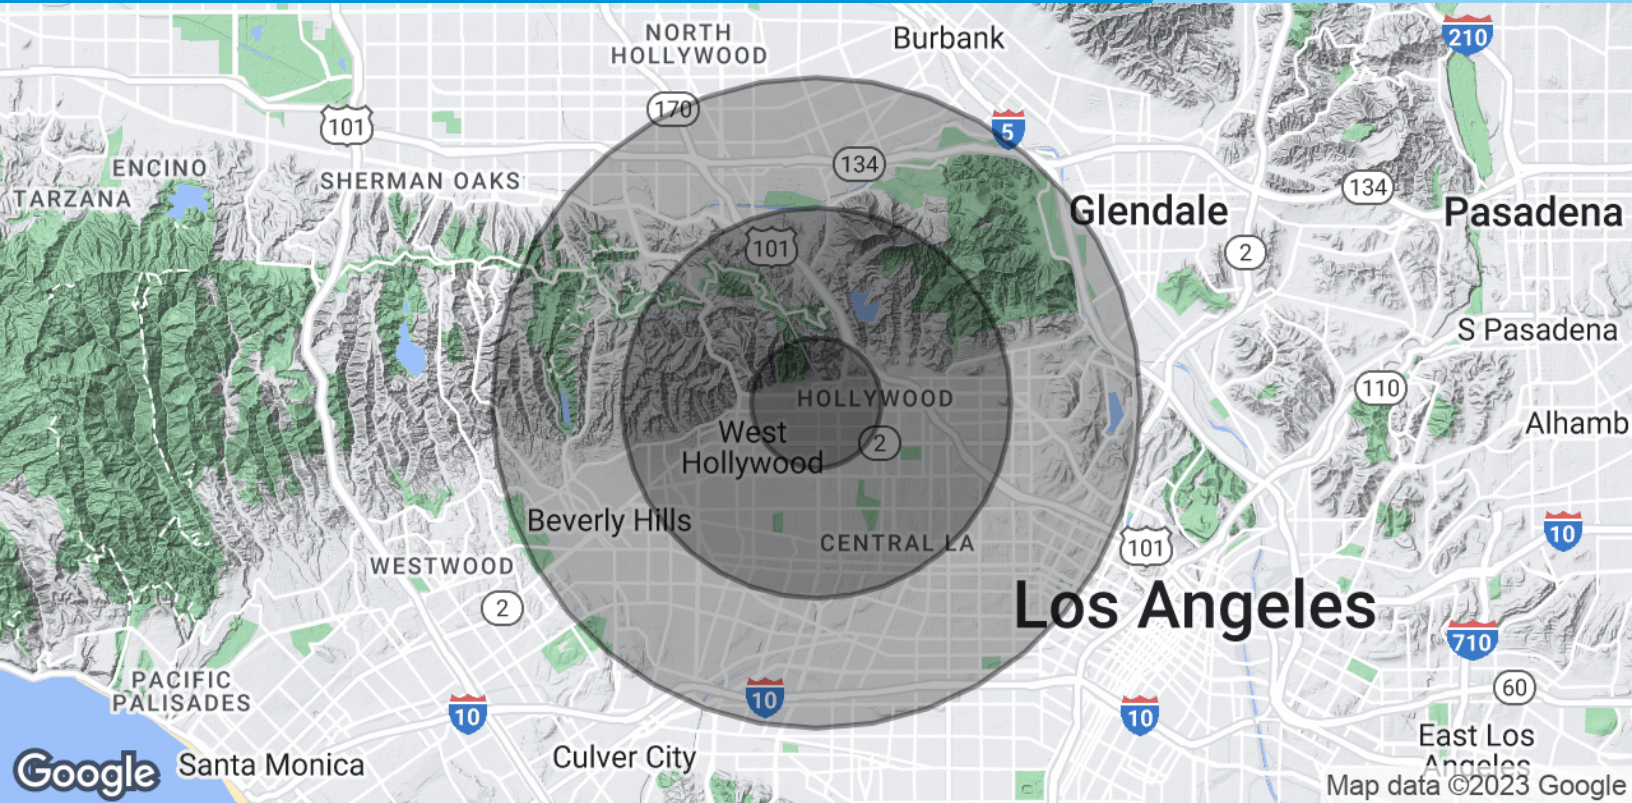 NORTH
HOLLYWOOD
Burbank
210
170
101
5
134
ENCINO
SHERMAN OAKS
TARZANA
134
Glendale
Pasadena
101
2
S Pasadena
110
HOLLYWOOD
Alhamb
West
Hollywood
2
Beverly Hills
CENTRAL LA
101
10
WESTWOOD
2
Los Angeles
710
PACIFIC
PALISADES
10
10
10
60
East Los
Angeles
Culver City
Santa Monica
Google
Map data ©2023 Google